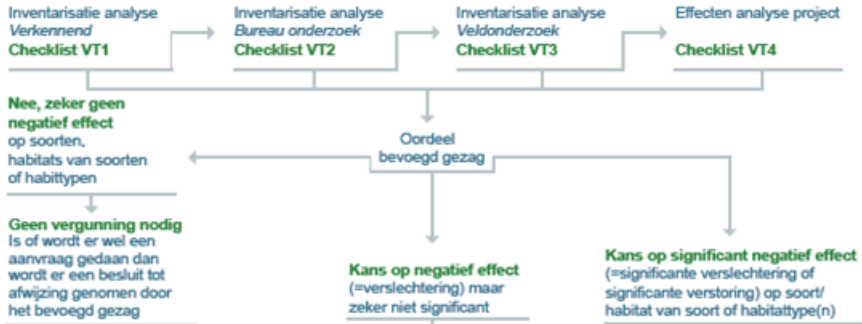 Inventarisatie analyse
Verkennend
Checklist VT1
Inventarisatie analyse
Bureau onderzoek
Checklist VT2
Inventarisatie analyse
Veldonderzoek
Checklist VT3
Effecten analyse project
Checklist VT4
Oordeel
bevoegd gezag
Nee, zeker geen
negatief effect
op soorten,
habitats van soorten
of habittypen
Geen vergunning nodig
Is of wordt er wel een
aanvraag gedaan dan
wordt er een besluit tot
afwijzing genomen door
het bevoegd gezag
Kans op negatief effect
(=verslechtering) maar
zeker niet significant
Kans op significant negatief effect
(=significante verslechtering of
significante verstoring) op soort/
habitat van soort of habitattype(n)